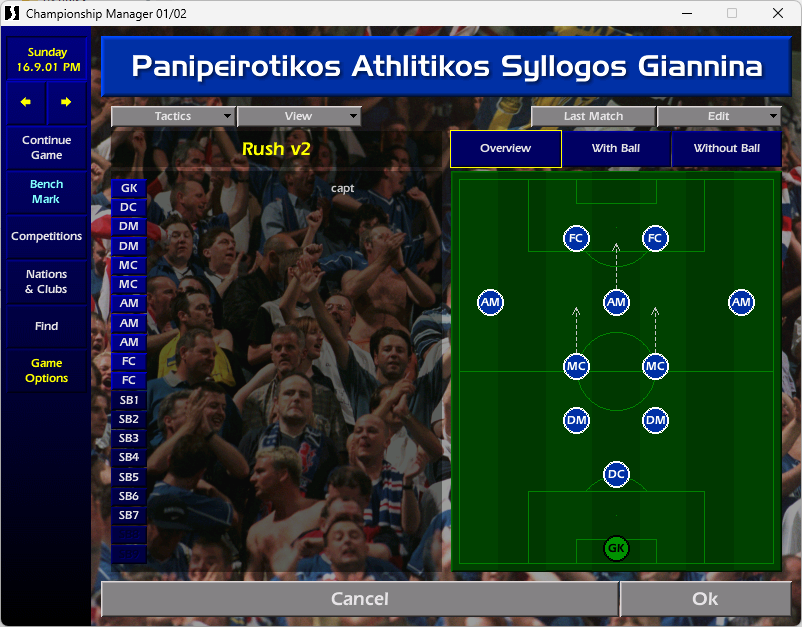 Championship Manager 01/02
Sunday
16.9.01 PM
Panipeirotikos Athlitikos Syllogos Giannina
Continue
Game
Bench
Mark
Competitions
Nations
& Clubs
Find
Game
Options
Tactics
View
Last Match
Edit
Rush v2
Overview
With Ball
Without Ball
GK
capt
DC
DM
DM
MC
MC
AM
AM
AM
FC
FC
SB1
SB2
SB3
SB4
SB5
SB6
SB7
FC FC
AM AM AM
MC MC
DM DM
DC
GK
Cancel
Ok